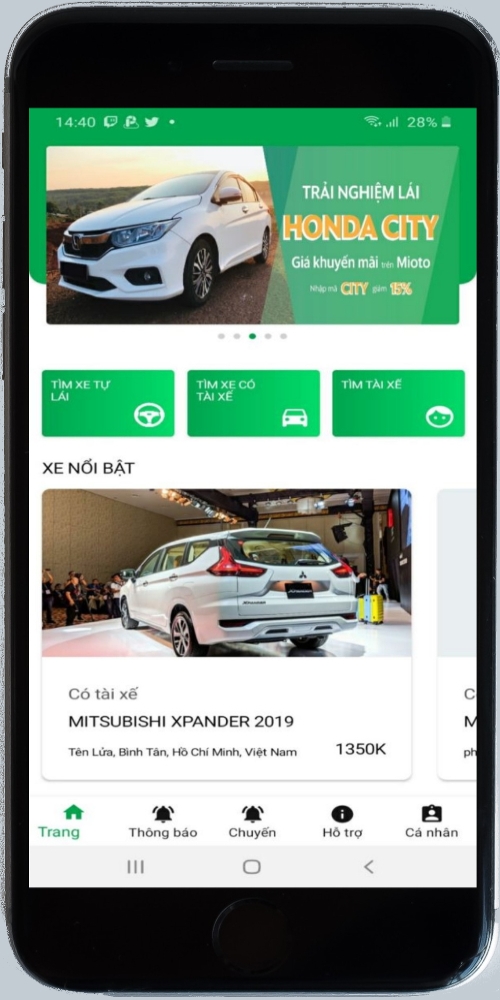 14:40
28%
TRẢI NGHIỆM LÁI
HONDA CITY
Giá khuyến mãi trên Mioto
Nhập mã CITY giảm 15%
TÌM XE TỰ
LÁI
TÌM XE CÓ
TÀI XẾ
TÌM TÀI XẾ
XE NỔI BẬT
Có tài xế
MITSUBISHI XPANDER 2019
Tên Lửa, Bình Tân, Hồ Chí Minh, Việt Nam
1350K
C
M
ph
Trang
Thông báo
Chuyến
Hỗ trợ
Cá nhân